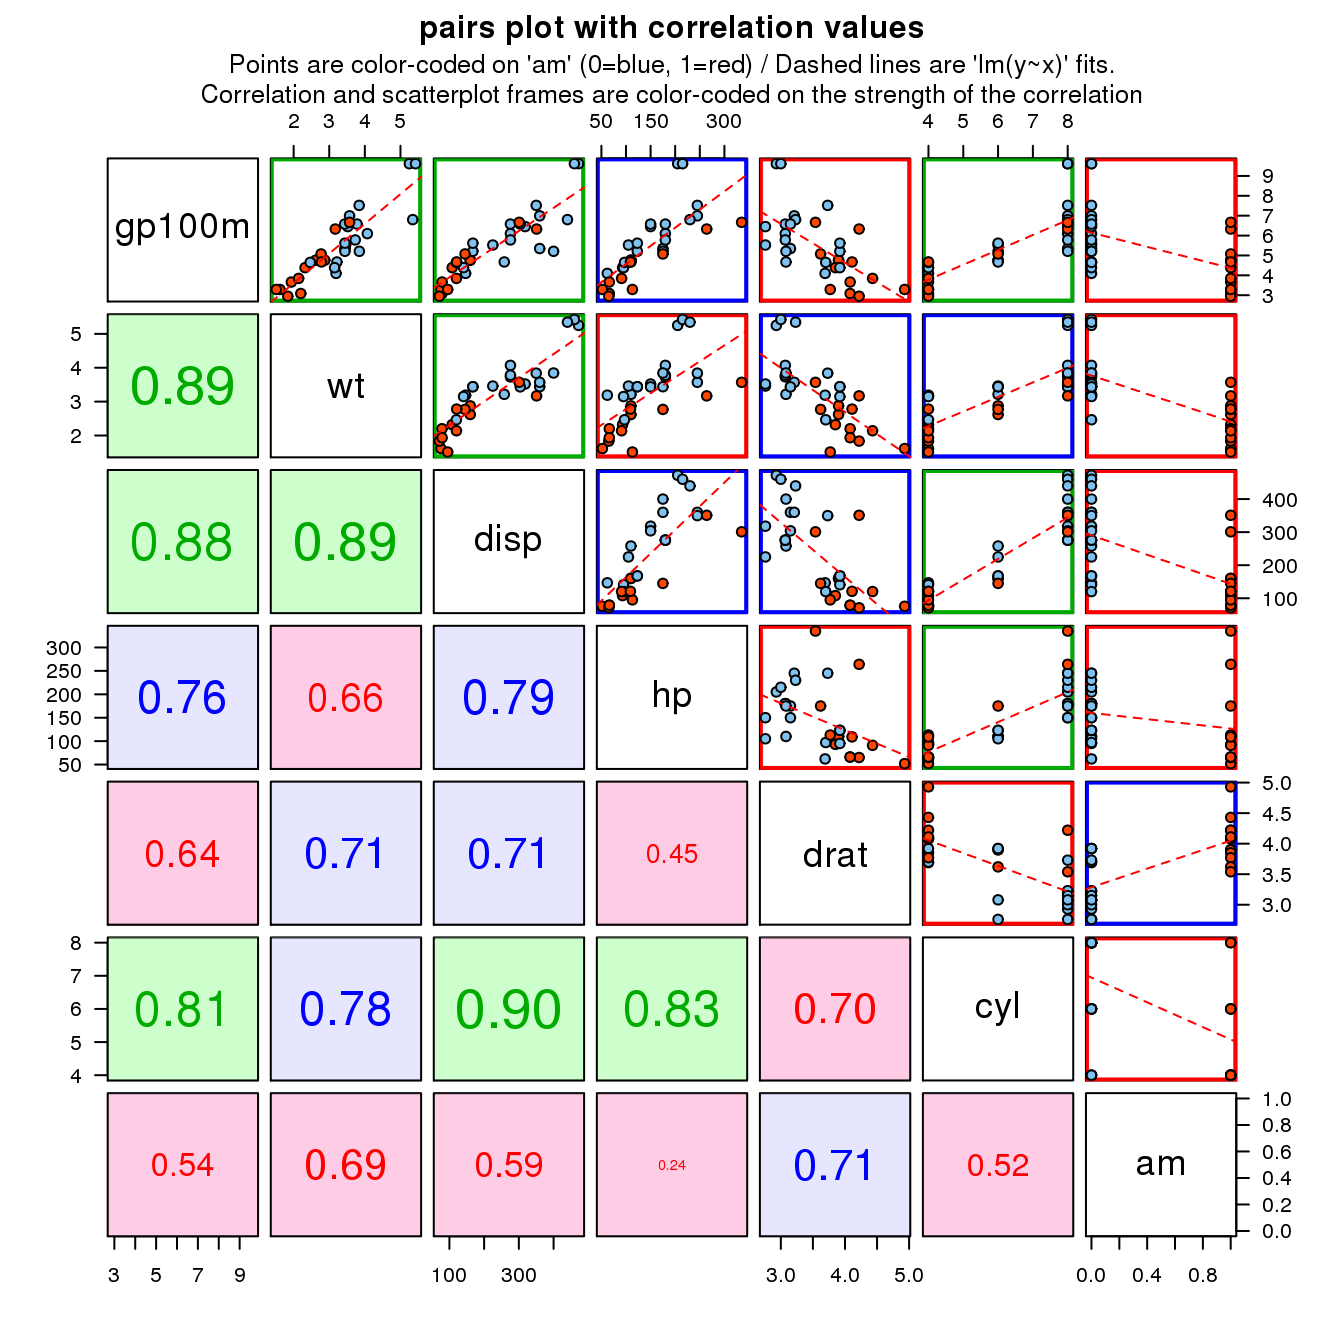 pairs plot with correlation values
Points are color-coded on 'am' (0=blue, 1=red) / Dashed lines are 'lm(y~x)' fits.
Correlation and scatterplot frames are color-coded on the strength of the correlation
2 3 4 5 50 150 300 4 5 6 7 8
gp100m 9 8 7 6 5 4 3
5 4 3 2 0.89 wt
0.88 0.89 disp 400 300 200 100
300 250 200 150 100 50 0.76 0.66 0.79 hp
0.64 0.71 0.71 0.45 drat 5.0 4.5 4.0 3.5 3.0
8 7 6 5 4 0.81 0.78 0.90 0.83 0.70 cyl
0.54 0.69 0.59 0.24 0.71 0.52 am 1.0 0.8 0.6 0.4 0.2 0.0
3 5 7 9 100 300 3.0 4.0 5.0 0.0 0.4 0.8